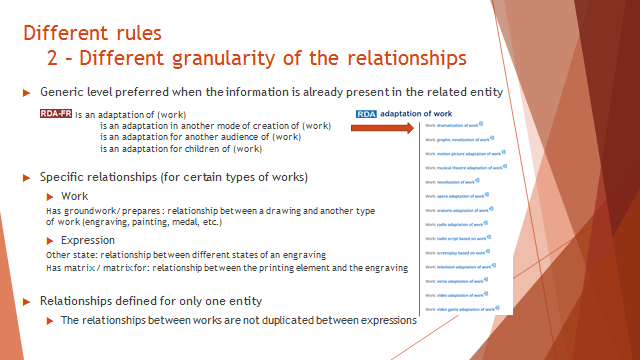 Different rules
2 – Different granularity of the relationships
Generic level preferred when the information is already present in the related entity
RDA-FR Is an adaptation of (work)
is an adaptation in another mode of creation of (work)
is an adaptation for another audience of (work)
is an adaptation for children of (work)
RDA adaptation of work
Work: dramatization of work
Work: graphic novelization of work
Work: motion picture adaptation of work
Work: musical theatre adaptation of work
Work: novelization of work
Work: opera adaptation of work
Work: oratorio adaptation of work
Work: radio adaptation of work
Work: radio script based on work
Work: screenplay based on work
Work: television adaptation of work
Work: verse adaptation of work
Work: video adaptation of work
Work: video game adaptation of work
Specific relationships (for certain types of works)
Work
Has groundwork/ prepares : relationship between a drawing and another type
of work (engraving, painting, medal, etc.)
Expression
Other state: relationship between different states of an engraving
Has matrix / matrix for: relationship between the printing element and the engraving
Relationships defined for only one entity
The relationships between works are not duplicated between expressions